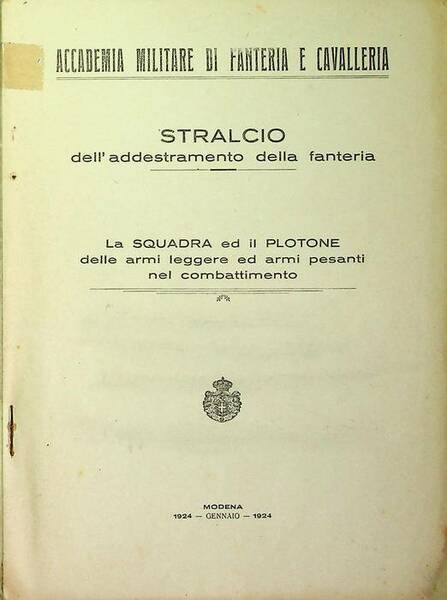 ACCADEMIA MILITARE DI FANTERIA E CAVALLERIA
STRALCIO
dell'addestramento della fanteria
La SQUADRA ed il PLOTONE
delle armi leggere ed armi pesanti
nel combattimento
MODENA
1924 — GENNAIO — 1924